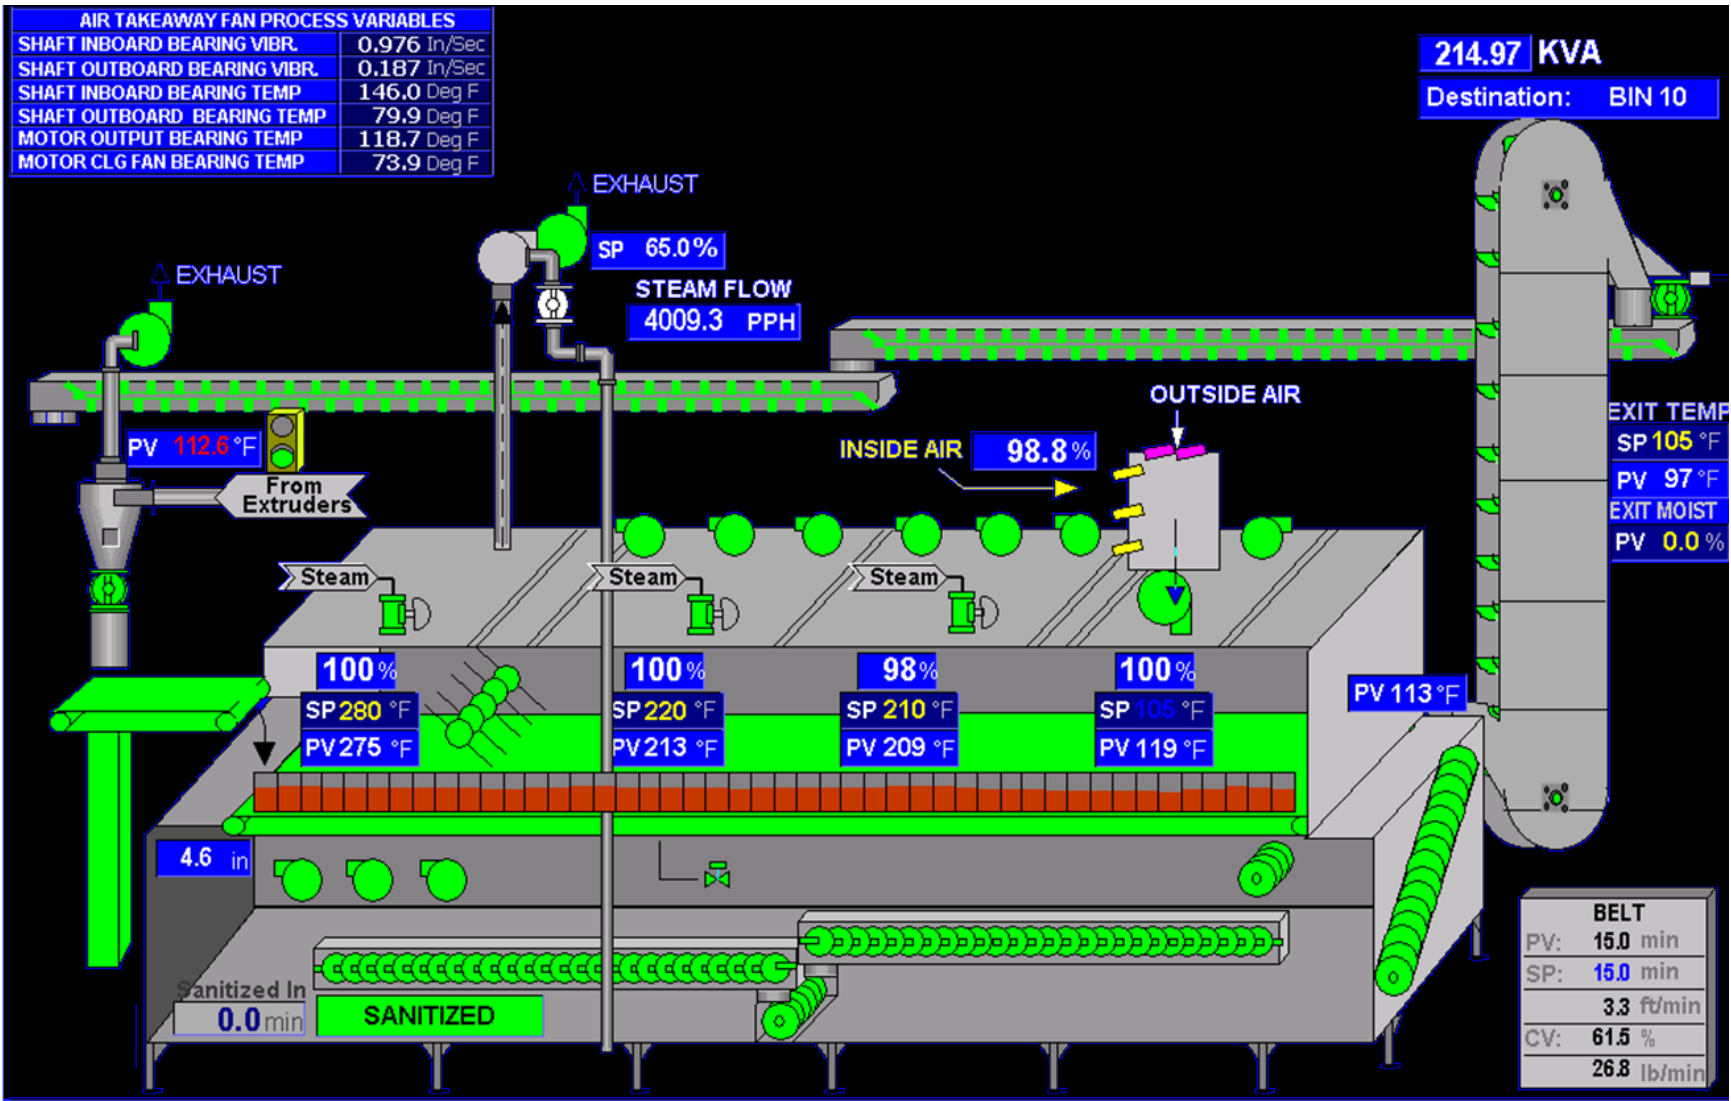 AIR TAKEAWAY FAN PROCESS VARIABLES
SHAFT INBOARD BEARING VIBR. 0.976 In/Sec
SHAFT OUTBOARD BEARING VIBR. 0.187 In/Sec
SHAFT INBOARD BEARING TEMP 146.0 Deg F
SHAFT OUTBOARD BEARING TEMP 79.9 Deg F
MOTOR OUTPUT BEARING TEMP 118.7 Deg F
MOTOR CLG FAN BEARING TEMP 73.9 Deg F
214.97 KVA
Destination: BIN 10
EXHAUST
SP 65.0%
EXHAUST
STEAM FLOW
4009.3 PPH
OUTSIDE AIR
INSIDE AIR 98.8%
PV 112.6 °F
From
Extruders
EXIT TEMP
SP 105 °F
PV 97 °F
EXIT MOIST
PV 0.0 %
Steam
Steam
Steam
100%
SP 280 °F
PV 275 °F
100%
SP 220 °F
PV 213 °F
98%
SP 210 °F
PV 209 °F
100%
SP 105 °F
PV 119 °F
PV 113 °F
4.6 in
Sanitized In
0.0 min
SANITIZED
BELT
PV: 15.0 min
SP: 15.0 min
3.3 ft/min
CV: 61.5 %
26.8 lb/min